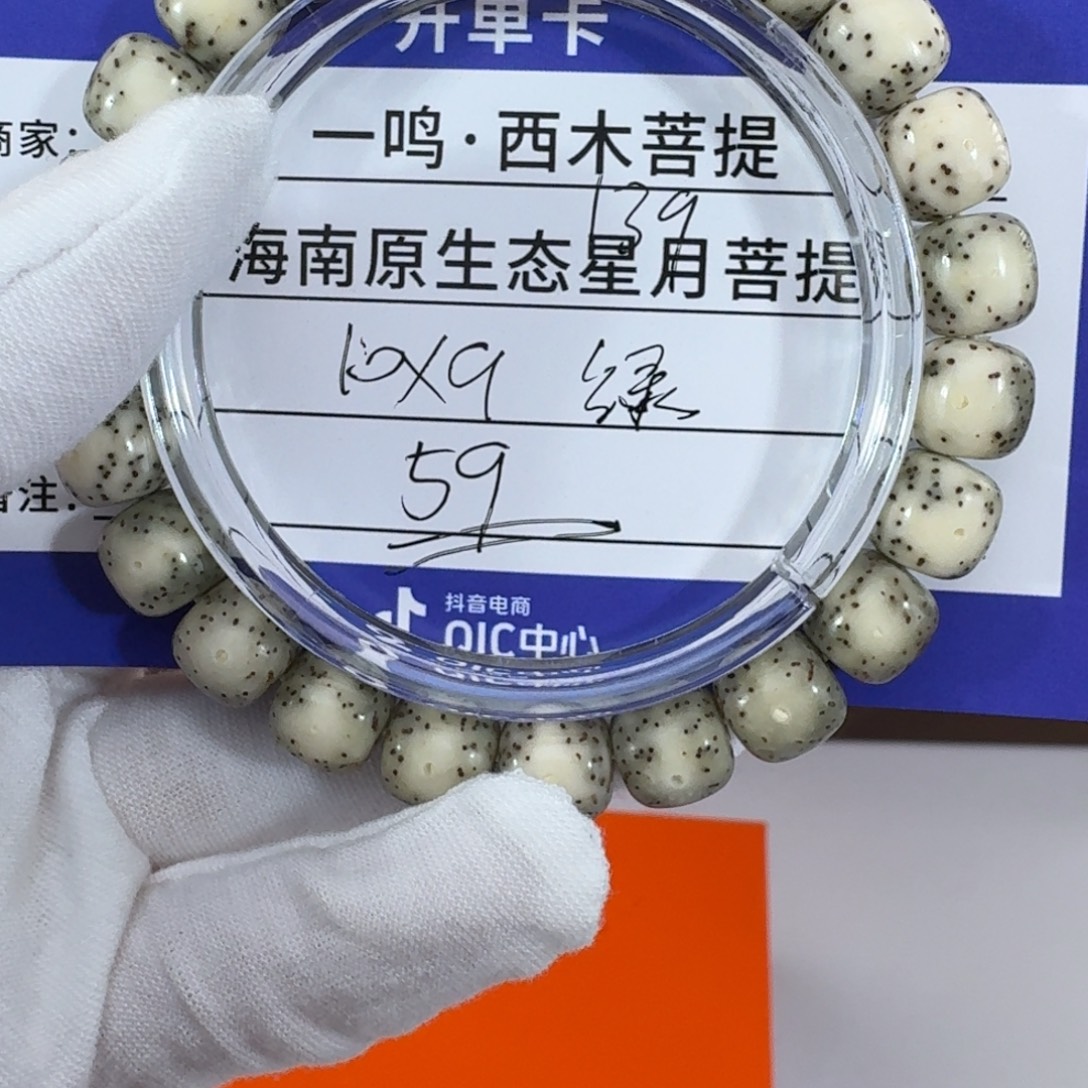 开单卡
商家：
一鸣·西木菩提
139
海南原生态星月菩提
10X9 绿
59
备注：
抖音电商
QIC中心